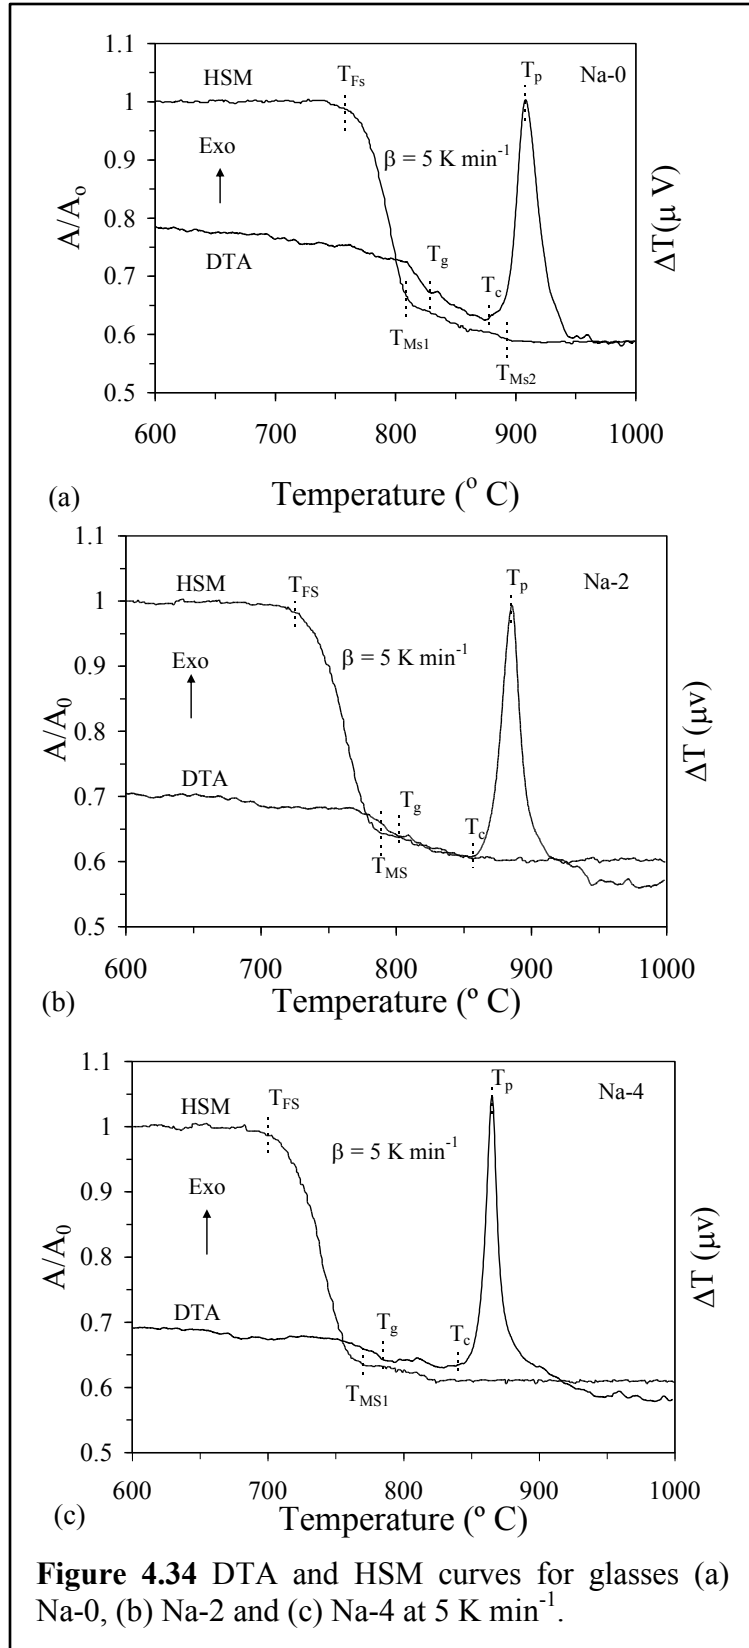 1.1
HSM
T_Fs
T_p
Na-0
1
Exo
β = 5 K min⁻¹
0.9
A/A_o
ΔT(μ V)
0.8
DTA
T_g
0.7
T_c
T_Ms1
0.6
T_Ms2
0.5
600 700 800 900 1000
(a) Temperature (° C)
1.1
HSM
T_FS
T_p
Na-2
1
β = 5 K min⁻¹
0.9
Exo
A/A_0
ΔT (μv)
0.8
DTA
0.7
T_g
T_c
T_MS
0.6
0.5
600 700 800 900 1000
(b) Temperature (º C)
1.1
T_p
HSM
T_FS
Na-4
1
β = 5 K min⁻¹
Exo
0.9
A/A_0
ΔT (μv)
0.8
DTA
0.7
T_g
T_c
0.6
T_MS1
0.5
600 700 800 900 1000
(c) Temperature (º C)
Figure 4.34 DTA and HSM curves for glasses (a)
Na-0, (b) Na-2 and (c) Na-4 at 5 K min⁻¹.